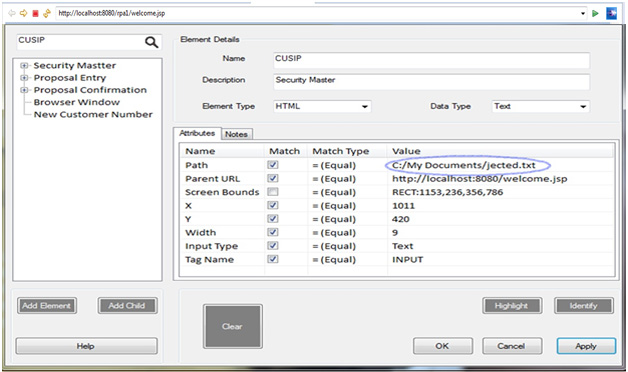 http://localhost:8080/rpa1/welcome.jsp
CUSIP
Security Mastter
Proposal Entry
Proposal Confirmation
Browser Window
New Customer Number
Element Details
Name CUSIP
Description Security Master
Element Type HTML Data Type Text
Attributes Notes
Name Match Match Type Value
Path = (Equal) C:/My Documents/jected.txt
Parent URL = (Equal) http://localhost:8080/welcome.jsp
Screen Bounds = (Equal) RECT:1153,236,356,786
X = (Equal) 1011
Y = (Equal) 420
Width = (Equal) 9
Input Type = (Equal) Text
Tag Name = (Equal) INPUT
Add Element Add Child Clear Highlight Identify
Help OK Cancel Apply